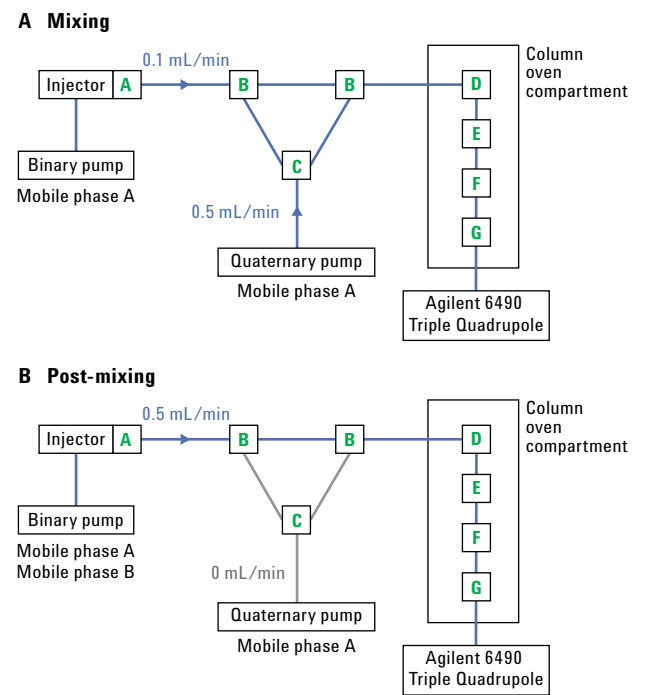 A Mixing
0.1 mL/min
Injector A
B
B
D
Column
oven
compartment
E
Binary pump
Mobile phase A
C
F
0.5 mL/min
G
Quaternary pump
Mobile phase A
Agilent 6490
Triple Quadrupole
B Post-mixing
0.5 mL/min
Injector A
B
B
D
Column
oven
compartment
E
Binary pump
Mobile phase A
Mobile phase B
C
F
0 mL/min
G
Quaternary pump
Mobile phase A
Agilent 6490
Triple Quadrupole